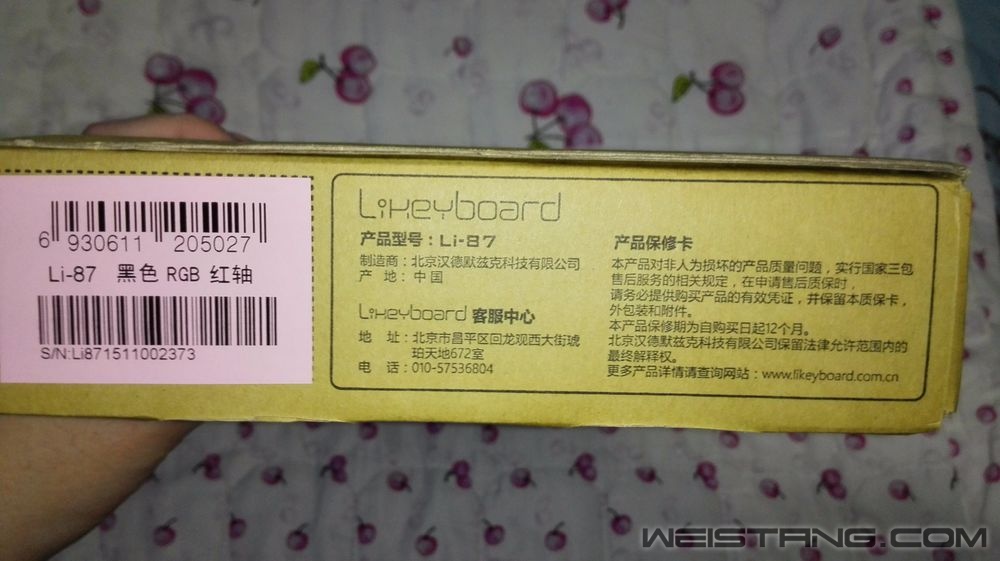 6 930611 205027
Li-87 黑色 RGB 红轴
S/N:Li871511002373
Likeyboard
产品型号：Li-87
制造商：北京汉德默兹克科技有限公司
产 地：中国
Likeyboard 客服中心
地 址：北京市昌平区回龙观西大街琥
珀天地672室
电 话：010-57536804
产品保修卡
本产品对非人为损坏的产品质量问题，实行国家三包
售后服务的相关规定，在申请售后质保时，
请务必提供购买产品的有效凭证，并保留本质保卡，
外包装和附件。
本产品保修期为自购买日起12个月。
北京汉德默兹克科技有限公司保留法律允许范围内的
最终解释权。
更多产品详情请查询网站：www.likeyboard.com.cn
WEISTANG.COM